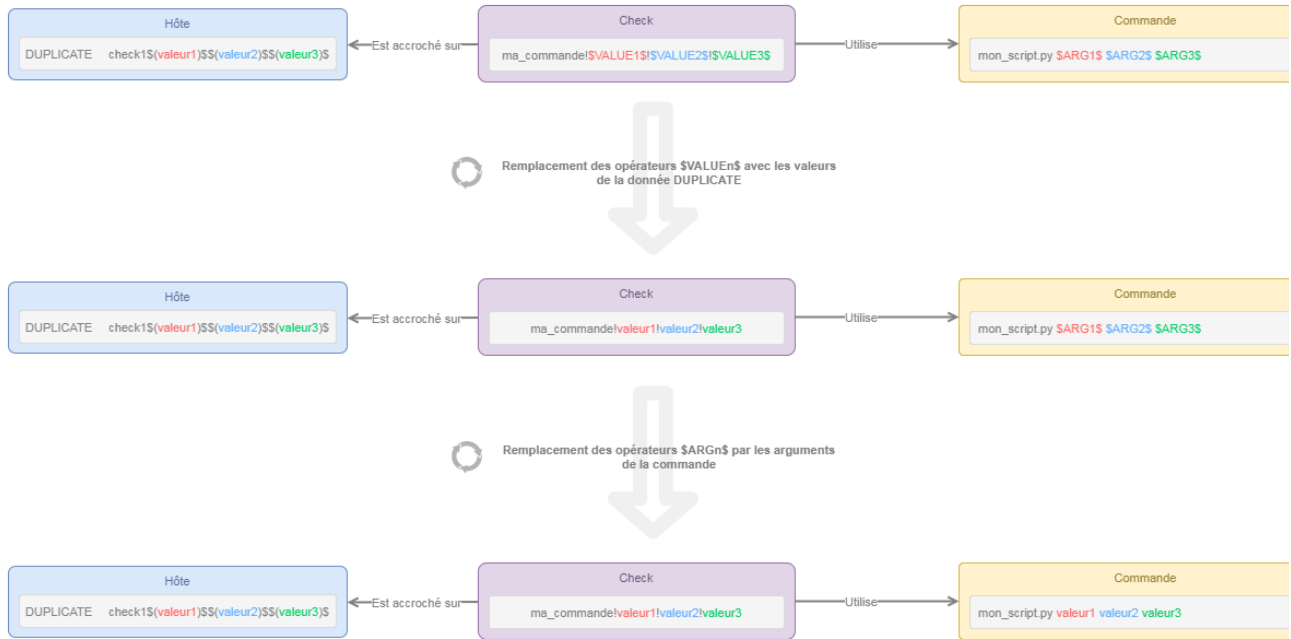 Hôte
DUPLICATE check1$(valeur1)$$(valeur2)$$(valeur3)$
Est accroché sur
Check
ma_commande!$VALUE1$!$VALUE2$!$VALUE3$
Utilise
Commande
mon_script.py $ARG1$ $ARG2$ $ARG3$
Remplacement des opérateurs $VALUEn$ avec les valeurs
de la donnée DUPLICATE
Hôte
DUPLICATE check1$(valeur1)$$(valeur2)$$(valeur3)$
Est accroché sur
Check
ma_commande!valeur1!valeur2!valeur3
Utilise
Commande
mon_script.py $ARG1$ $ARG2$ $ARG3$
Remplacement des opérateurs $ARGn$ par les arguments
de la commande
Hôte
DUPLICATE check1$(valeur1)$$(valeur2)$$(valeur3)$
Est accroché sur
Check
ma_commande!valeur1!valeur2!valeur3
Utilise
Commande
mon_script.py valeur1 valeur2 valeur3